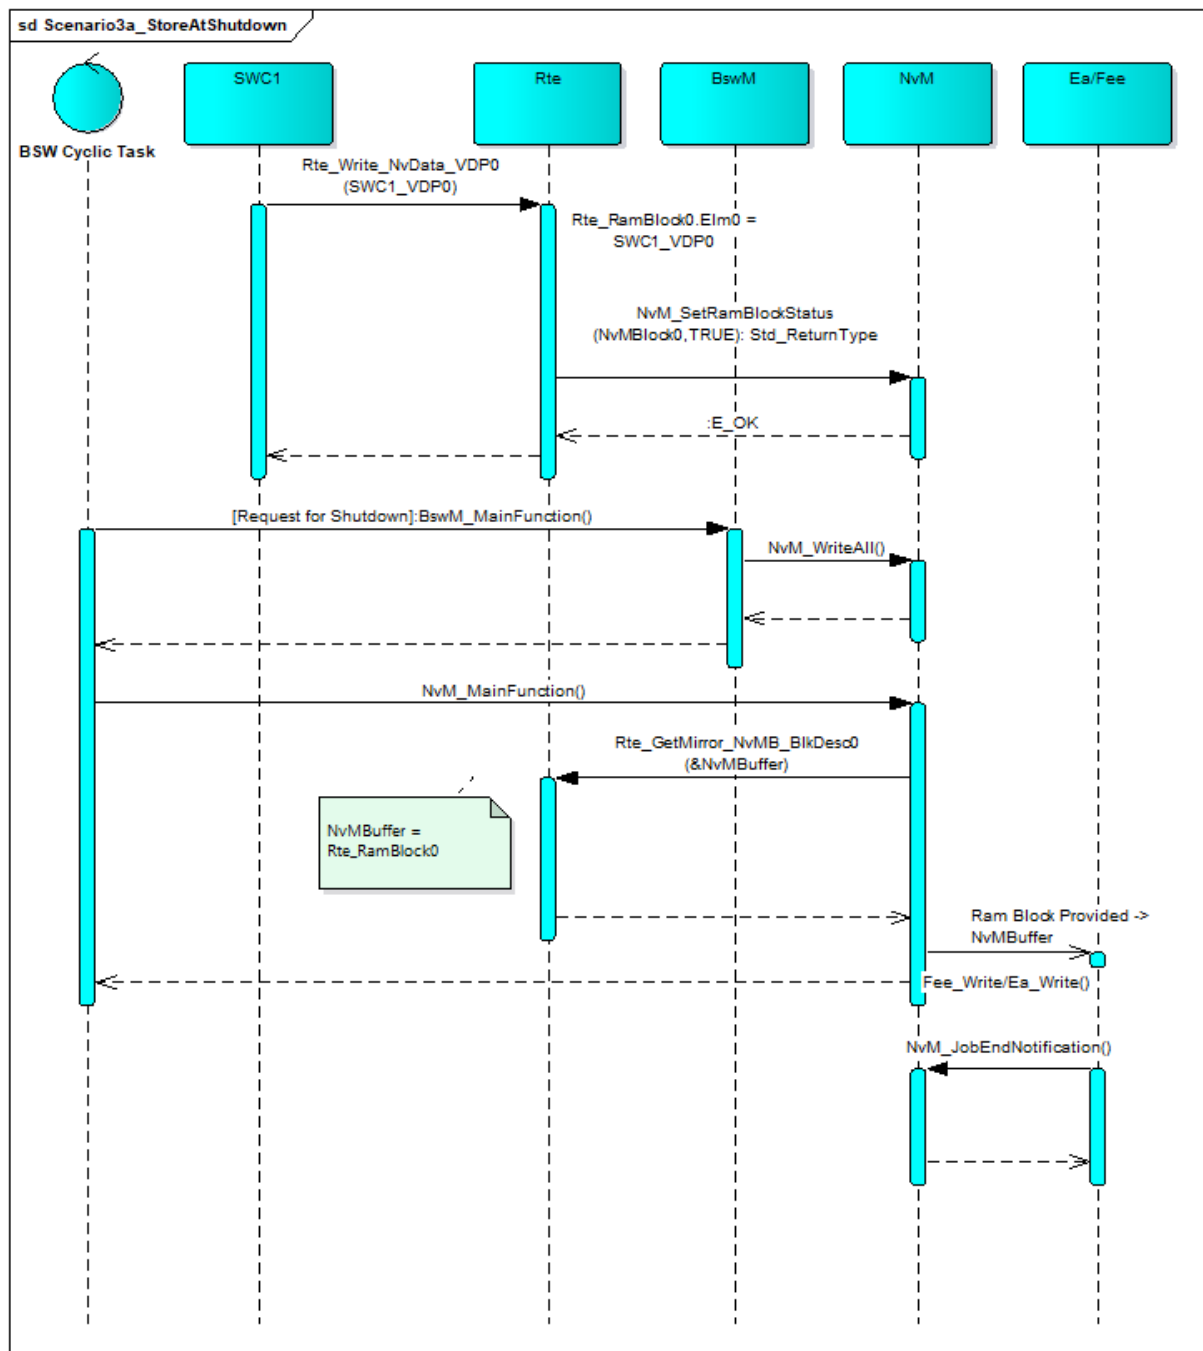 sd Scenario3a_StoreAtShutdown
BSW Cyclic Task
SWC1
Rte
BswM
NvM
Ea/Fee
Rte_Write_NvData_VDP0
(SWC1_VDP0)
Rte_RamBlock0.Elm0 =
SWC1_VDP0
NvM_SetRamBlockStatus
(NvMBlock0,TRUE): Std_ReturnType
:E_OK
[Request for Shutdown]:BswM_MainFunction()
NvM_WriteAll()
NvM_MainFunction()
Rte_GetMirror_NvMB_BlkDesc0
(&NvMBuffer)
NvMBuffer =
Rte_RamBlock0
Ram Block Provided ->
NvMBuffer
Fee_Write/Ea_Write()
NvM_JobEndNotification()